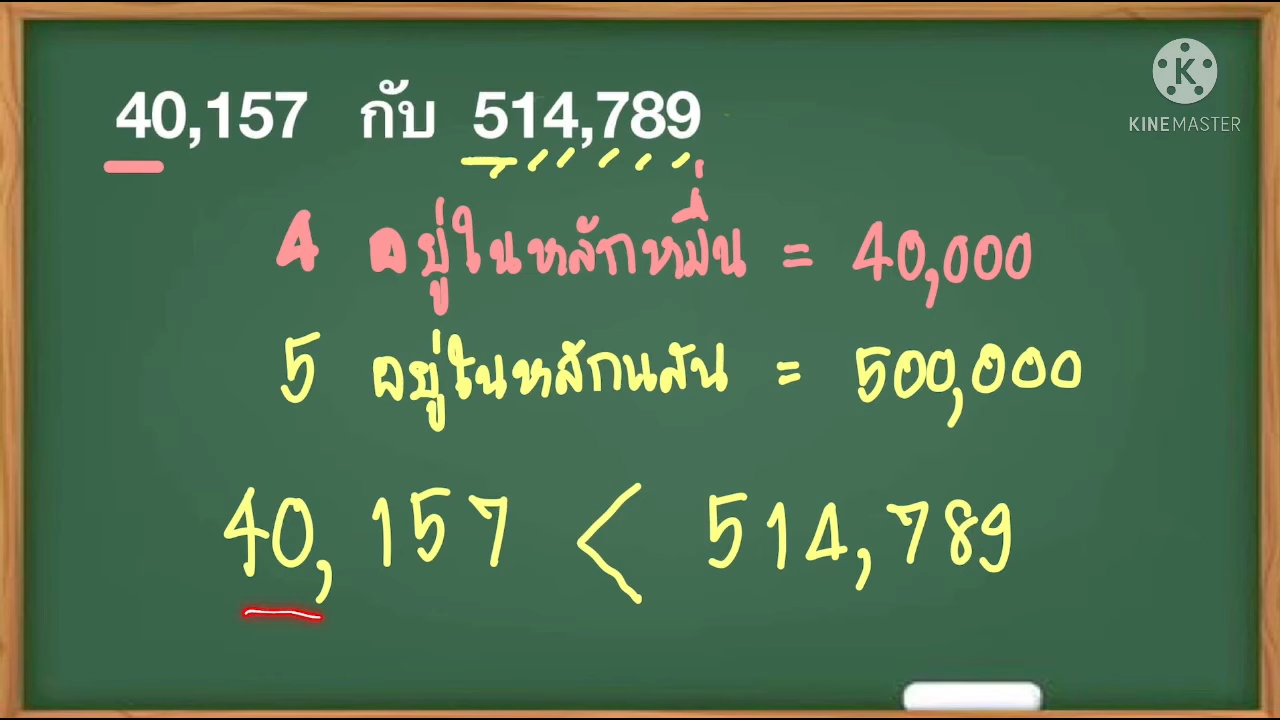 40,157 กับ 514,789
K
KINEMASTER
4 อยู่ในหลักหมื่น = 40,000
5 อยู่ในหลักแสน = 500,000
40,157 < 514,789